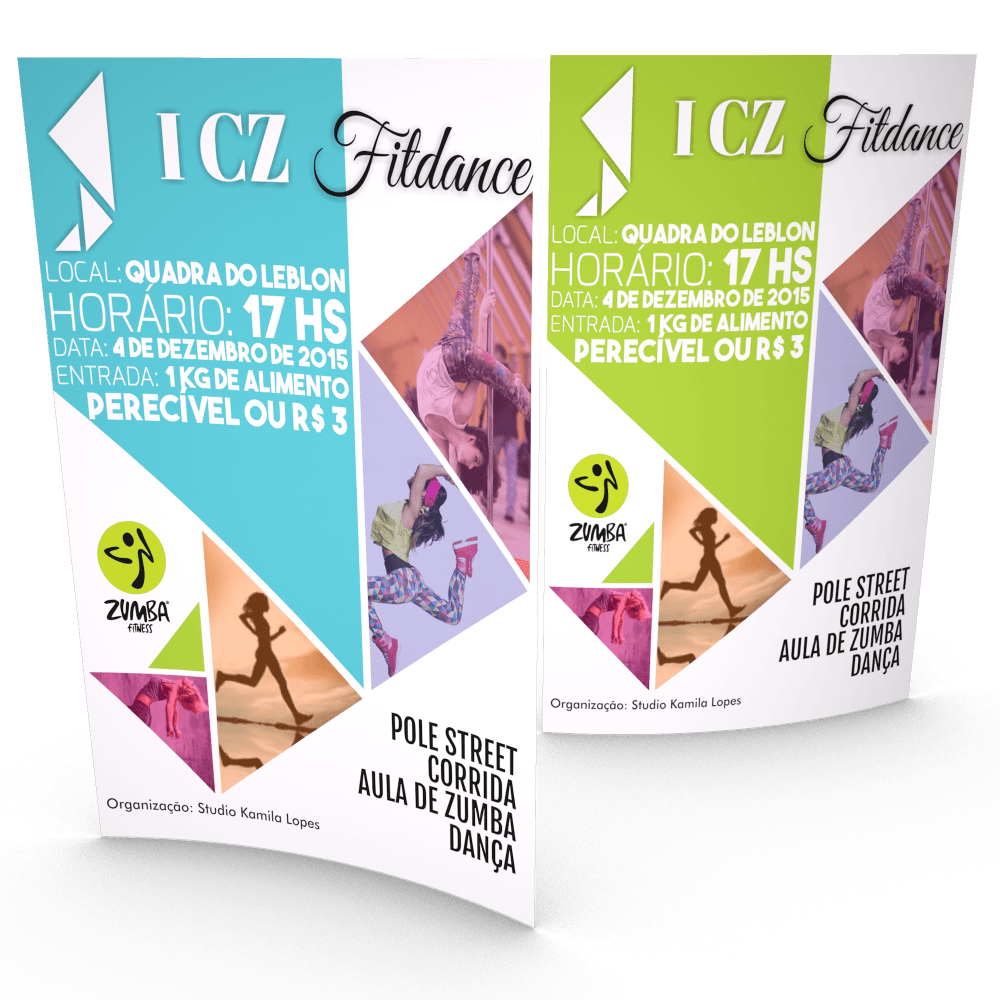 I CZ Fitdance
LOCAL: QUADRA DO LEBLON
HORÁRIO: 17 HS
DATA: 4 DE DEZEMBRO DE 2015
ENTRADA: 1 KG DE ALIMENTO
PERECÍVEL OU R$ 3
ZUMBA®
FITNESS
POLE STREET
CORRIDA
AULA DE ZUMBA
DANÇA
Organização: Studio Kamila Lopes
I CZ Fitdance
LOCAL: QUADRA DO LEBLON
HORÁRIO: 17 HS
DATA: 4 DE DEZEMBRO DE 2015
ENTRADA: 1 KG DE ALIMENTO
PERECÍVEL OU R$ 3
ZUMBA®
FITNESS
POLE STREET
CORRIDA
AULA DE ZUMBA
DANÇA
Organização: Studio Kamila Lopes